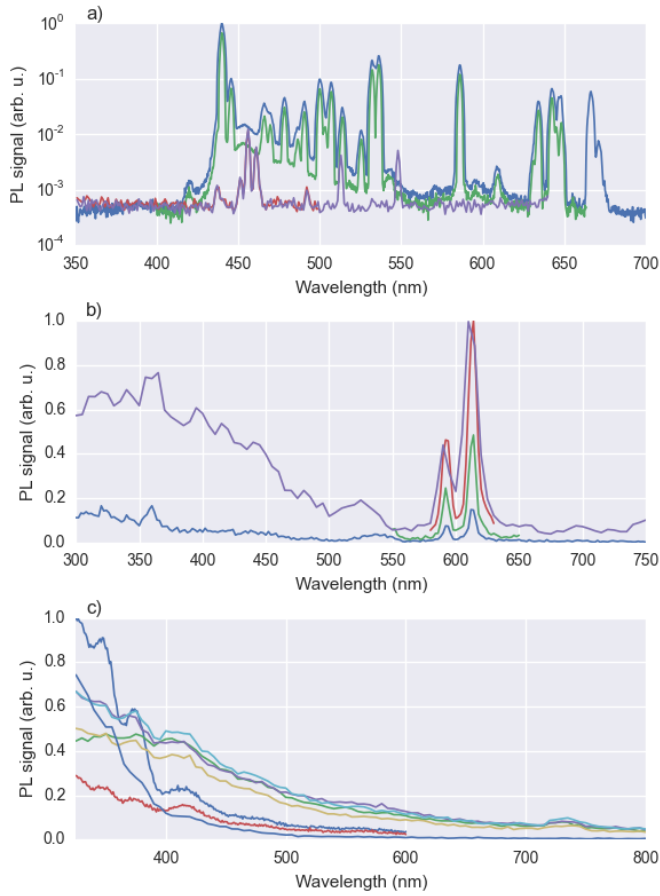 a)
10⁰
10⁻¹
10⁻²
10⁻³
10⁻⁴
PL signal (arb. u.)
350 400 450 500 550 600 650 700
Wavelength (nm)
b)
1.0
0.8
0.6
0.4
0.2
0.0
PL signal (arb. u.)
300 350 400 450 500 550 600 650 700 750
Wavelength (nm)
c)
1.0
0.8
0.6
0.4
0.2
0.0
PL signal (arb. u.)
400 500 600 700 800
Wavelength (nm)